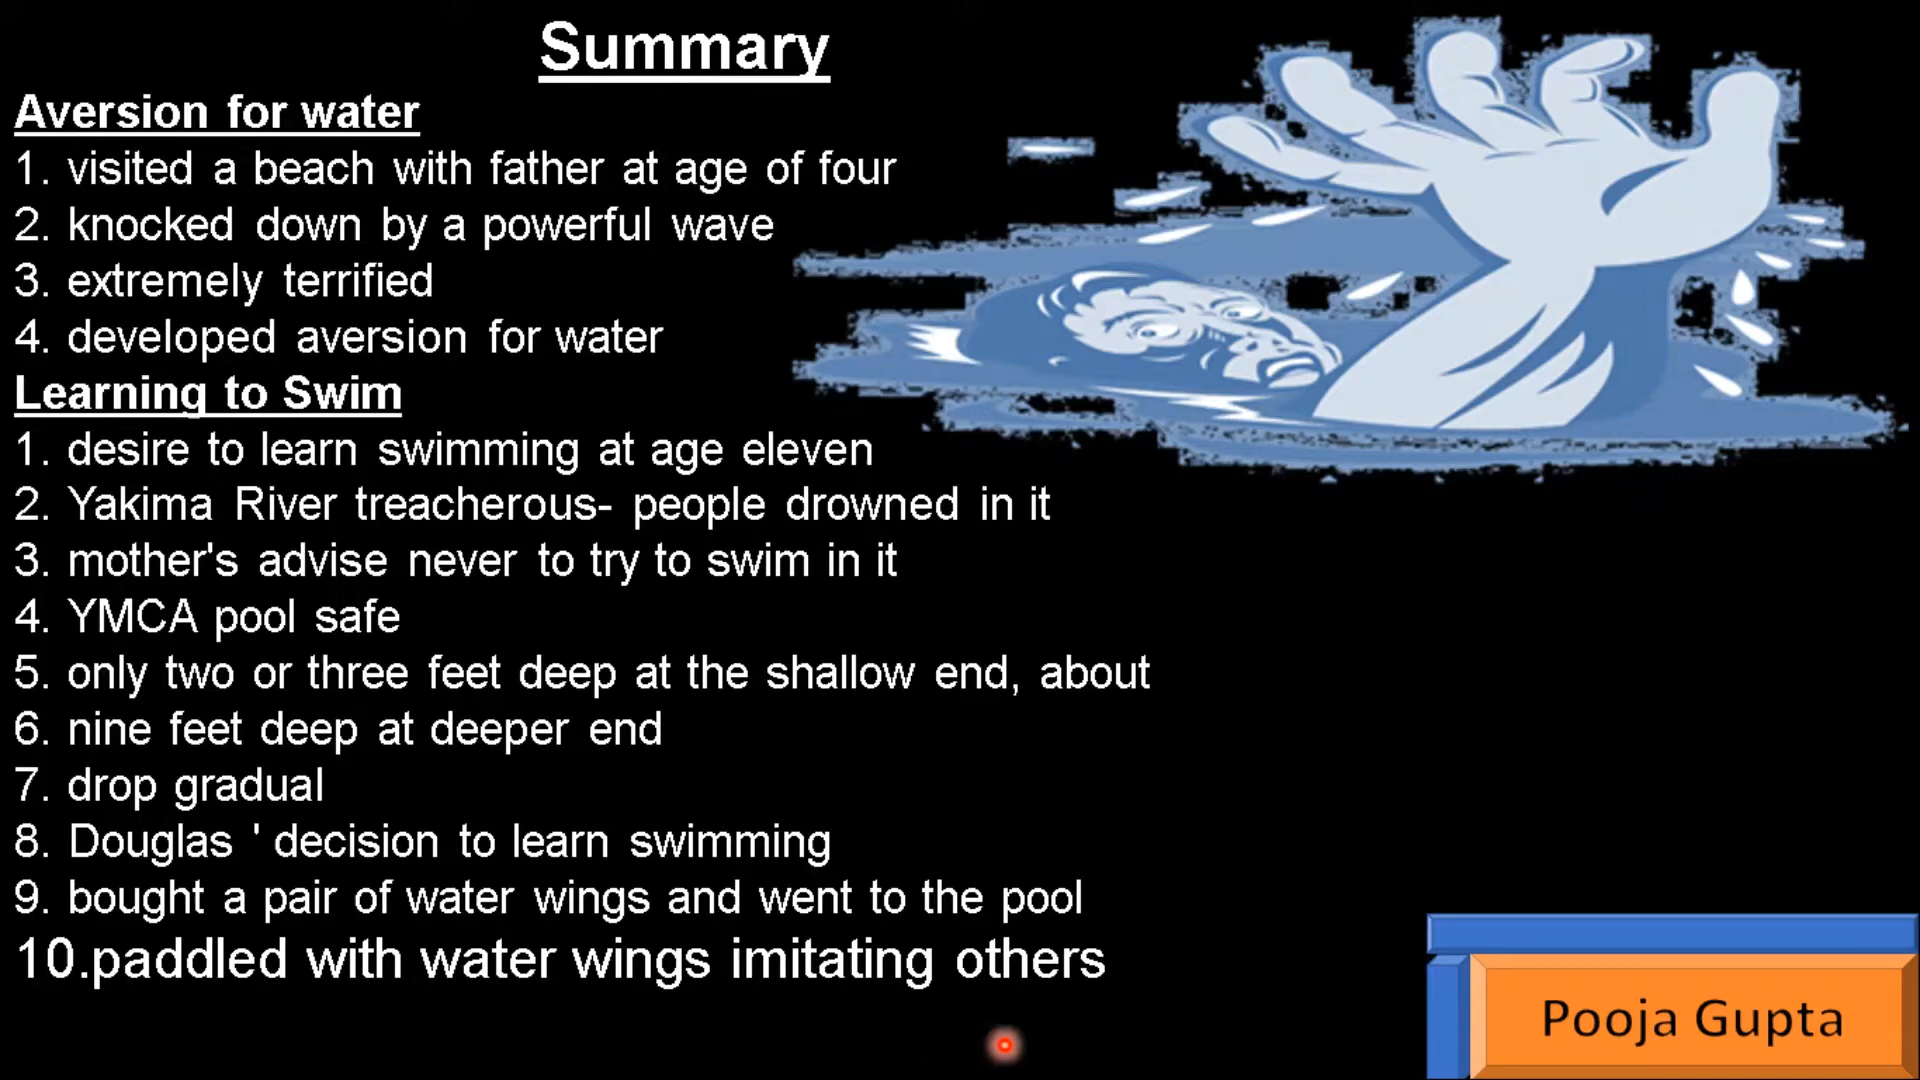 Summary
Aversion for water
1. visited a beach with father at age of four
2. knocked down by a powerful wave
3. extremely terrified
4. developed aversion for water
Learning to Swim
1. desire to learn swimming at age eleven
2. Yakima River treacherous- people drowned in it
3. mother's advise never to try to swim in it
4. YMCA pool safe
5. only two or three feet deep at the shallow end, about
6. nine feet deep at deeper end
7. drop gradual
8. Douglas ' decision to learn swimming
9. bought a pair of water wings and went to the pool
10.paddled with water wings imitating others
Pooja Gupta